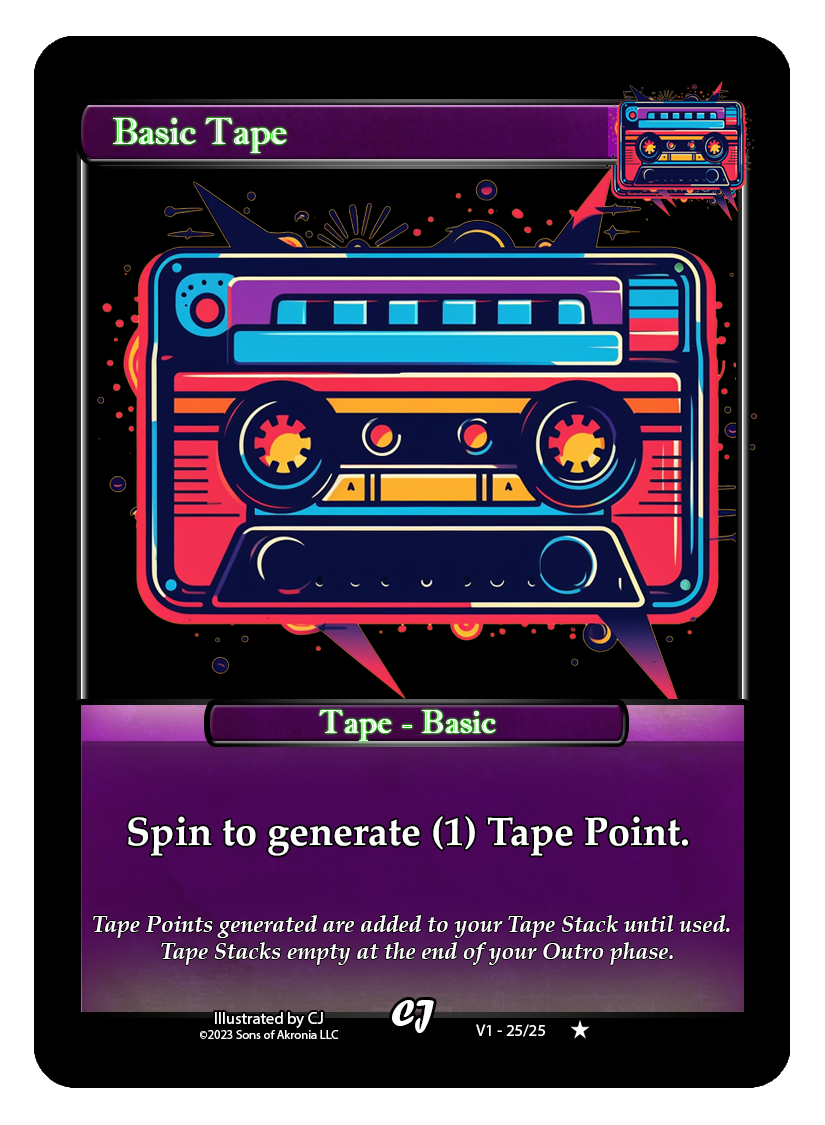 Basic Tape
A A
Tape - Basic
Spin to generate (1) Tape Point.
Tape Points generated are added to your Tape Stack until used.
Tape Stacks empty at the end of your Outro phase.
Illustrated by CJ
©2023 Sons of Akronia LLC
CJ
V1 - 25/25